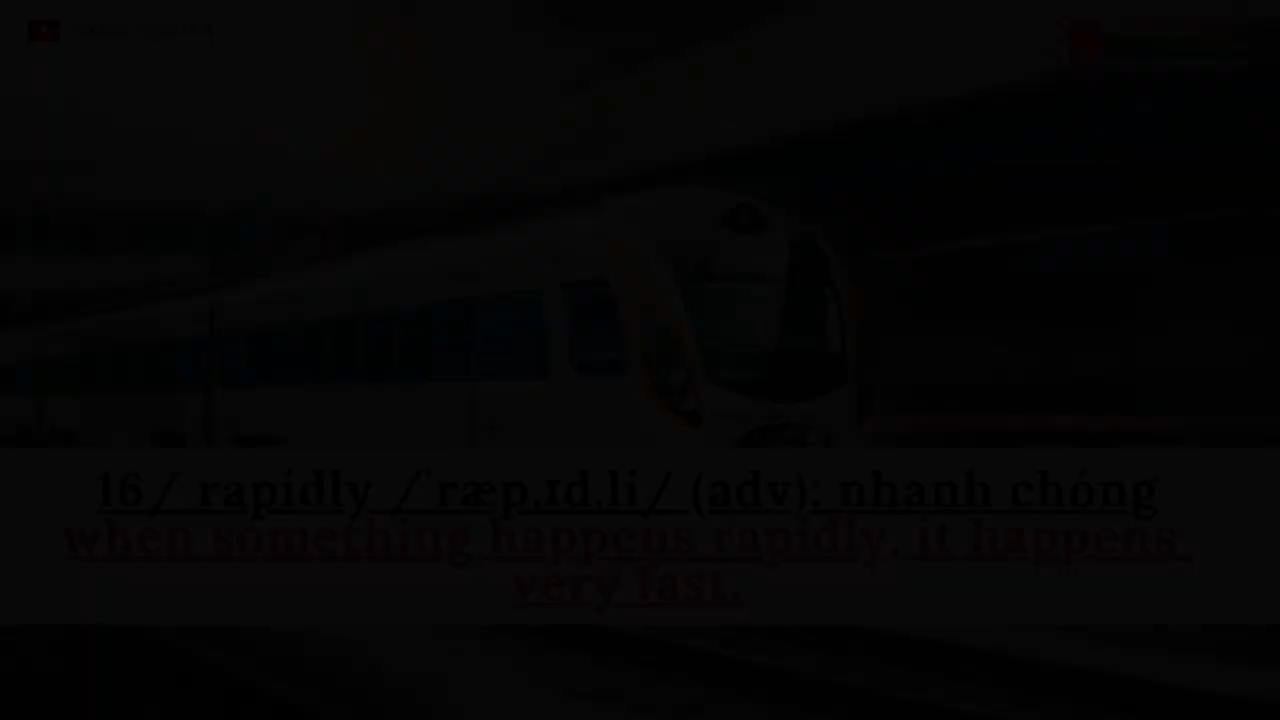 16/ rapidly /ˈræp.ɪd.li/ (adv): nhanh chóng
when something happens rapidly, it happens
very fast.